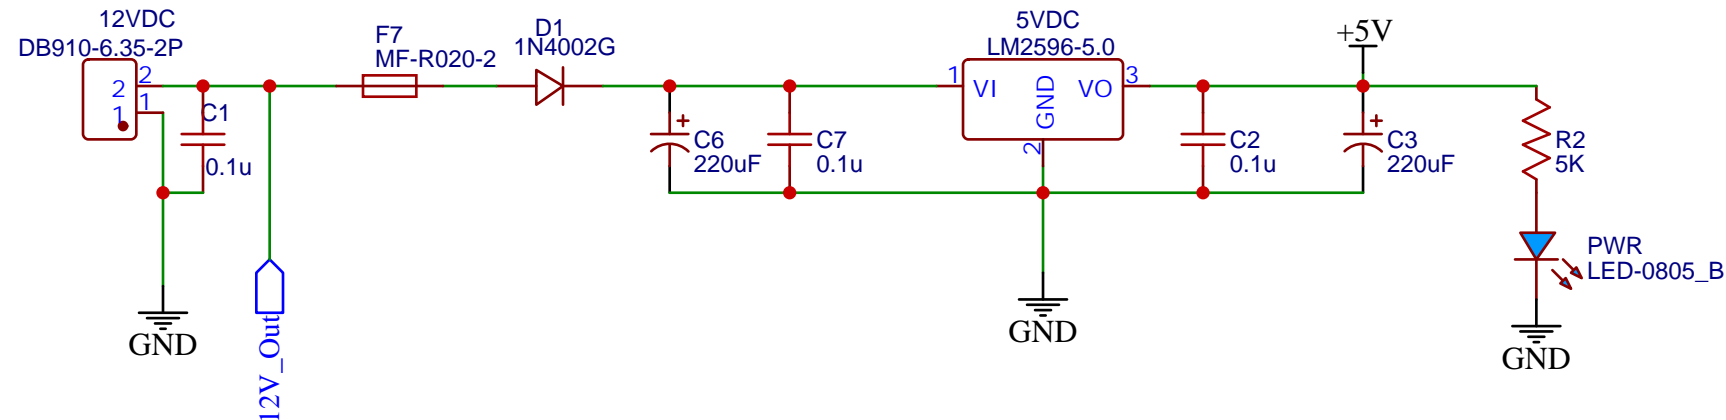 12VDC
DB910-6.35-2P
2
2
1
1
C1
0.1u
12V_Out
GND
F7
MF-R020-2
D1
1N4002G
C6
220uF
C7
0.1u
5VDC
LM2596-5.0
1
VI
GND
VO
3
2
GND
C2
0.1u
+5V
C3
220uF
R2
5K
PWR
LED-0805_B
GND